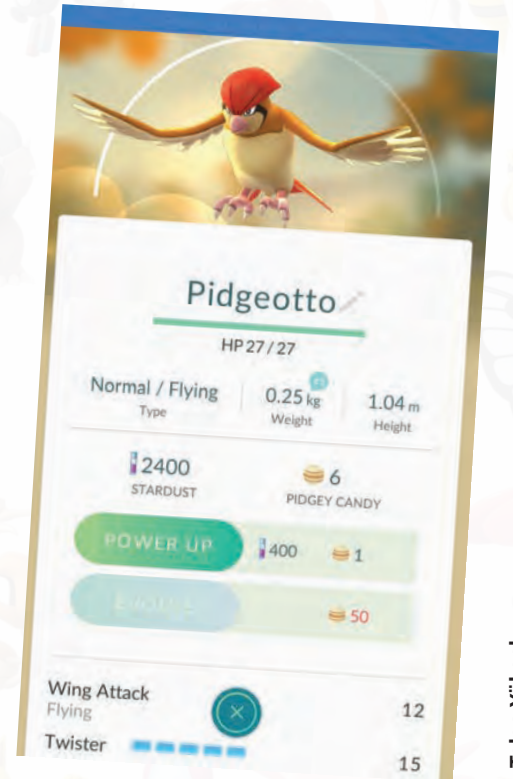 Pidgeotto
HP 27 / 27
Normal / Flying
Type
0.25 kg
Weight
1.04 m
Height
2400
STARDUST
6
PIDGEY CANDY
POWER UP
400
1
EVOLVE
50
Wing Attack
Flying
12
Twister
15